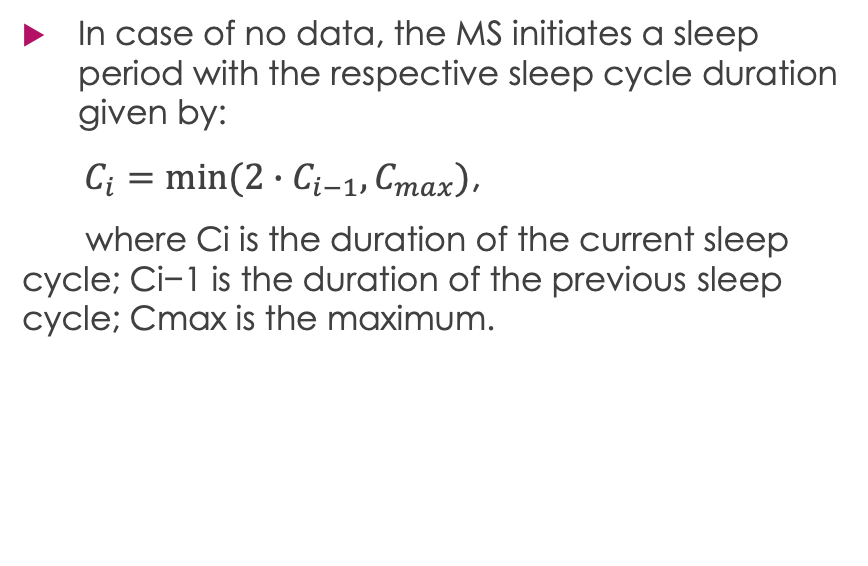 In case of no data, the MS initiates a sleep
period with the respective sleep cycle duration
given by:
C_i = min(2 · C_{i−1}, C_{max}),
where Ci is the duration of the current sleep
cycle; Ci−1 is the duration of the previous sleep
cycle; Cmax is the maximum.